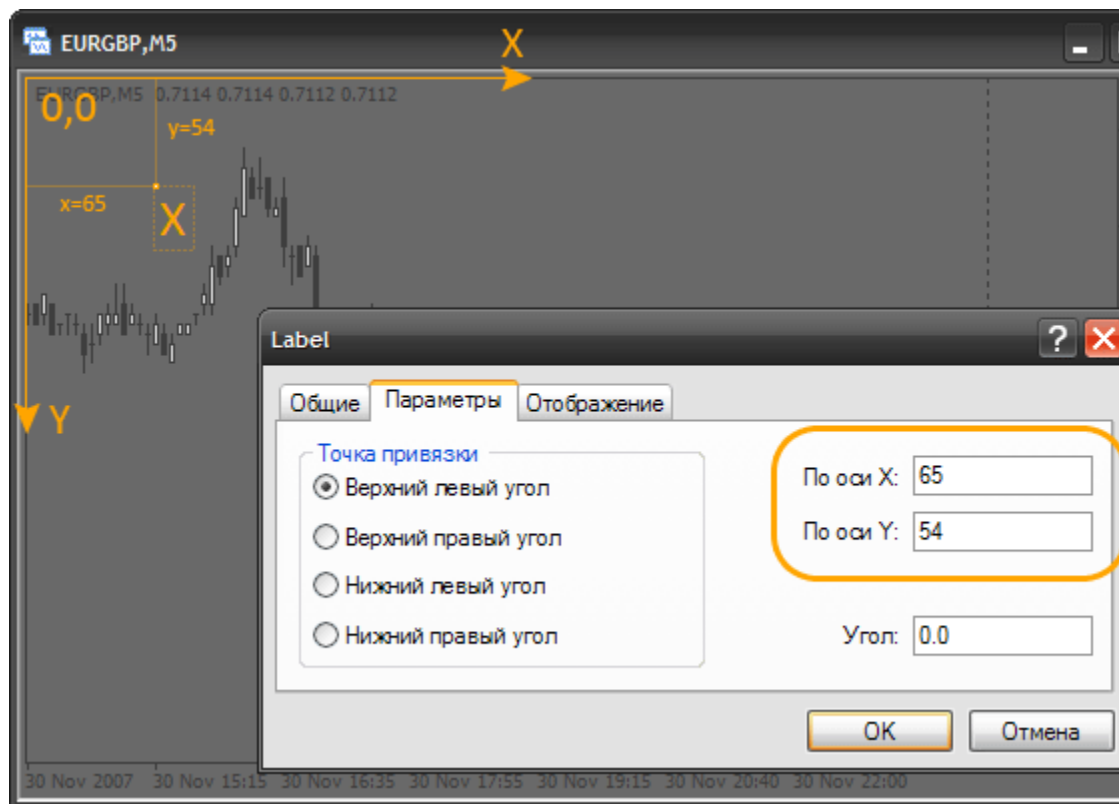 EURGBP,M5
X
EURGBP,M5 0.7114 0.7114 0.7112 0.7112
0,0
y=54
x=65
X
Y
Label
Общие Параметры Отображение
Точка привязки
Верхний левый угол
Верхний правый угол
Нижний левый угол
Нижний правый угол
По оси X: 65
По оси Y: 54
Угол: 0.0
OK Отмена
30 Nov 2007 30 Nov 15:15 30 Nov 16:35 30 Nov 17:55 30 Nov 19:15 30 Nov 20:40 30 Nov 22:00